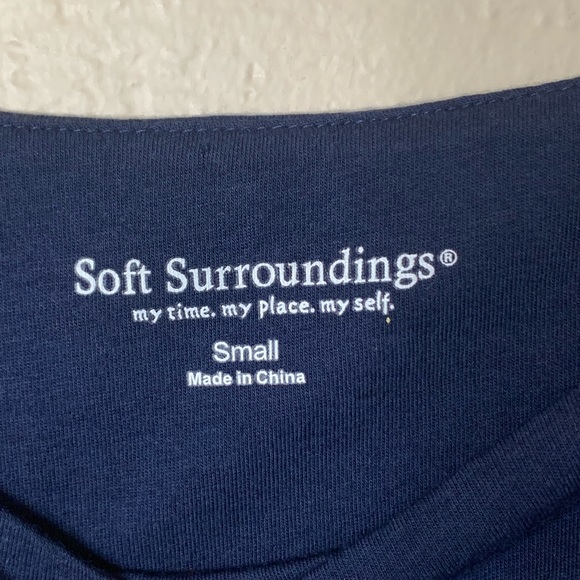 Soft Surroundings®
my time. my place. my self.
Small
Made in China